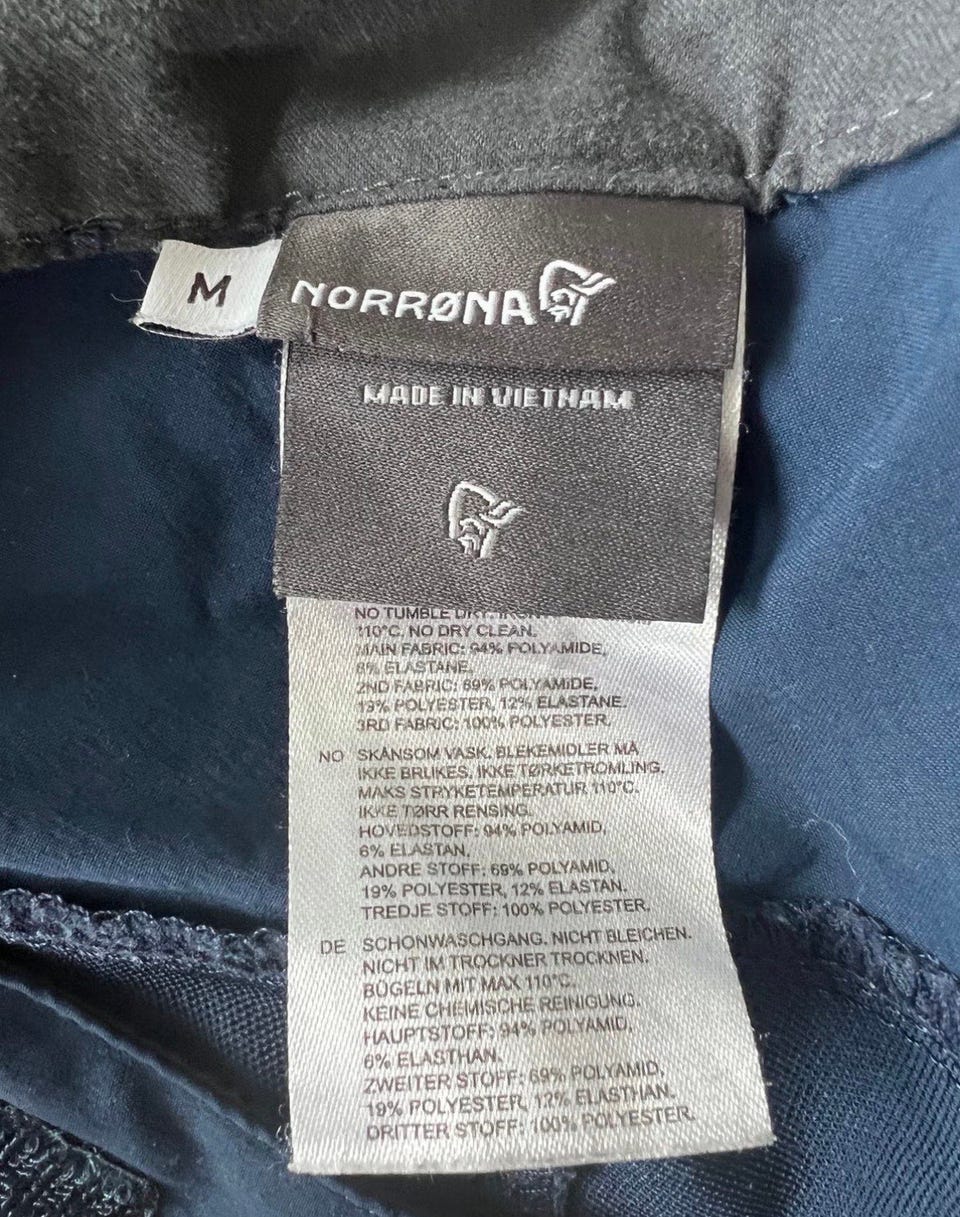 M
NORRØNA
MADE IN VIETNAM
NO TUMBLE DRY.
110°C. NO DRY CLEAN.
MAIN FABRIC: 94% POLYAMIDE,
6% ELASTANE.
2ND FABRIC: 69% POLYAMIDE,
19% POLYESTER, 12% ELASTANE.
3RD FABRIC: 100% POLYESTER.
NO SKÅNSOM VASK. BLEKEMIDLER MÅ
IKKE BRUKES. IKKE TØRKETROMLING.
MAKS STRYKETEMPERATUR 110°C.
IKKE TØRR RENSING.
HOVEDSTOFF: 94% POLYAMID,
6% ELASTAN.
ANDRE STOFF: 69% POLYAMID,
19% POLYESTER, 12% ELASTAN.
TREDJE STOFF: 100% POLYESTER.
DE SCHONWASCHGANG. NICHT BLEICHEN.
NICHT IM TROCKNER TROCKNEN.
BÜGELN MIT MAX 110°C.
KEINE CHEMISCHE REINIGUNG.
HAUPTSTOFF: 94% POLYAMID,
6% ELASTHAN.
ZWEITER STOFF: 69% POLYAMID,
19% POLYESTER, 12% ELASTHAN.
DRITTER STOFF: 100% POLYESTER.